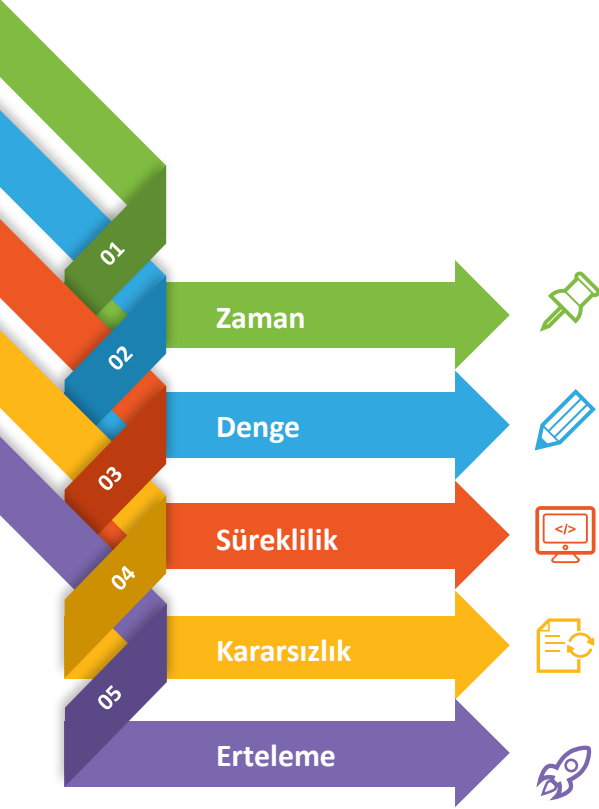 01
Zaman
02
Denge
03
</>
Süreklilik
04
Kararsızlık
05
Erteleme